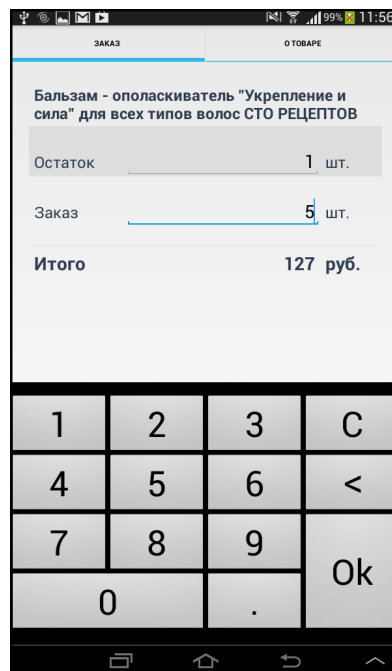 99% 11:56
ЗАКАЗ
О ТОВАРЕ
Бальзам - ополаскиватель "Укрепление и
сила" для всех типов волос СТО РЕЦЕПТОВ
Остаток 1 шт.
Заказ 5 шт.
Итого 127 руб.
1 2 3 C
4 5 6 <
7 8 9
Ok
0 .